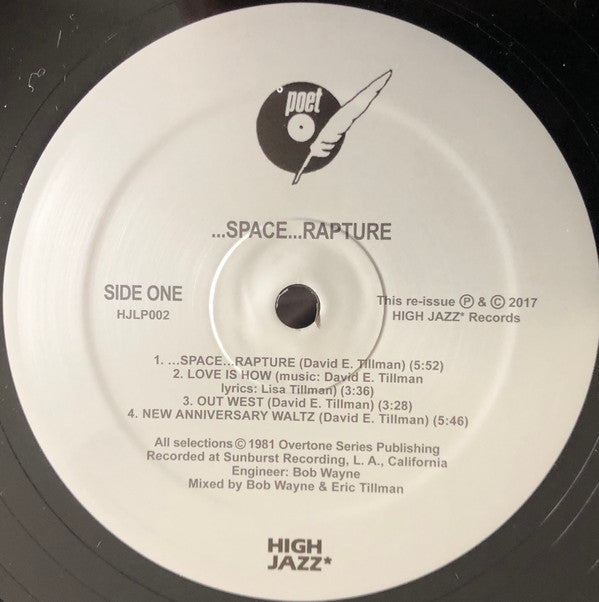 poet
...SPACE...RAPTURE
SIDE ONE
HJLP002
This re-issue Ⓟ & © 2017
HIGH JAZZ* Records
1. ...SPACE...RAPTURE (David E. Tillman) (5:52)
2. LOVE IS HOW (music: David E. Tillman
lyrics: Lisa Tillman) (3:36)
3. OUT WEST (David E. Tillman) (3:28)
4. NEW ANNIVERSARY WALTZ (David E. Tillman) (5:46)
All selections © 1981 Overtone Series Publishing
Recorded at Sunburst Recording, L. A., California
Engineer: Bob Wayne
Mixed by Bob Wayne & Eric Tillman
HIGH
JAZZ*